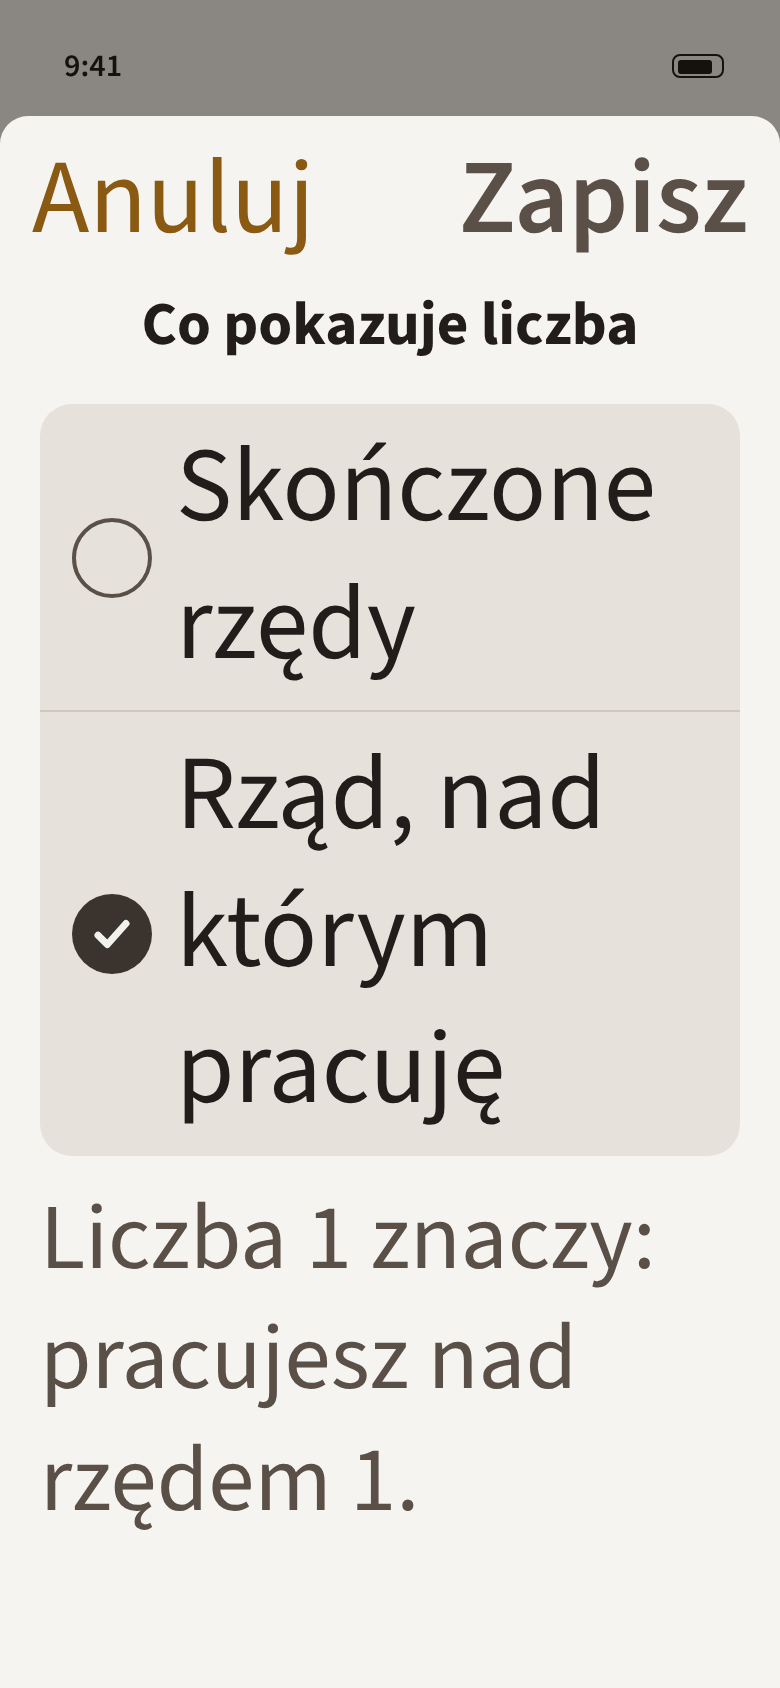 9:41
Anuluj Zapisz
Co pokazuje liczba
Skończone
rzędy
Rząd, nad
którym
pracuję
Liczba 1 znaczy:
pracujesz nad
rzędem 1.